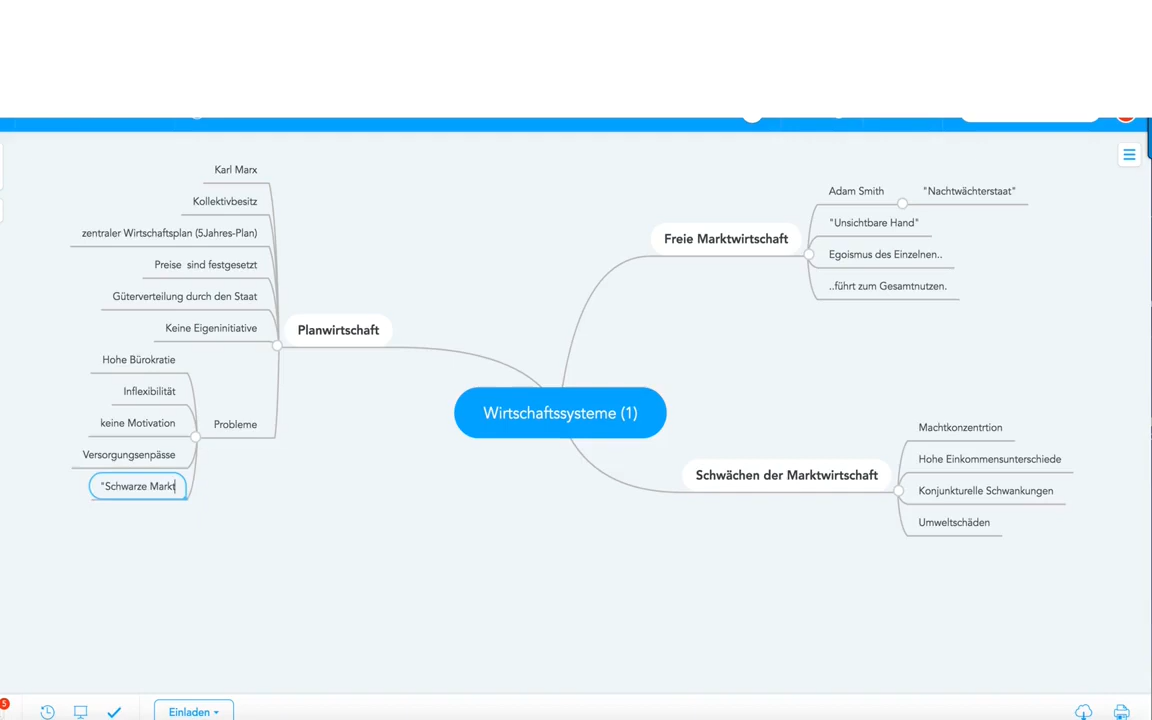 Karl Marx
Kollektivbesitz
zentraler Wirtschaftsplan (5Jahres-Plan)
Preise sind festgesetzt
Güterverteilung durch den Staat
Keine Eigeninitiative
Planwirtschaft
Hohe Bürokratie
Inflexibilität
keine Motivation
Probleme
Versorgungsenpässe
"Schwarze Markt
Wirtschaftssysteme (1)
Adam Smith
"Nachtwächterstaat"
"Unsichtbare Hand"
Freie Marktwirtschaft
Egoismus des Einzelnen..
..führt zum Gesamtnutzen.
Machtkonzentrtion
Hohe Einkommensunterschiede
Schwächen der Marktwirtschaft
Konjunkturelle Schwankungen
Umweltschäden
5
Einladen